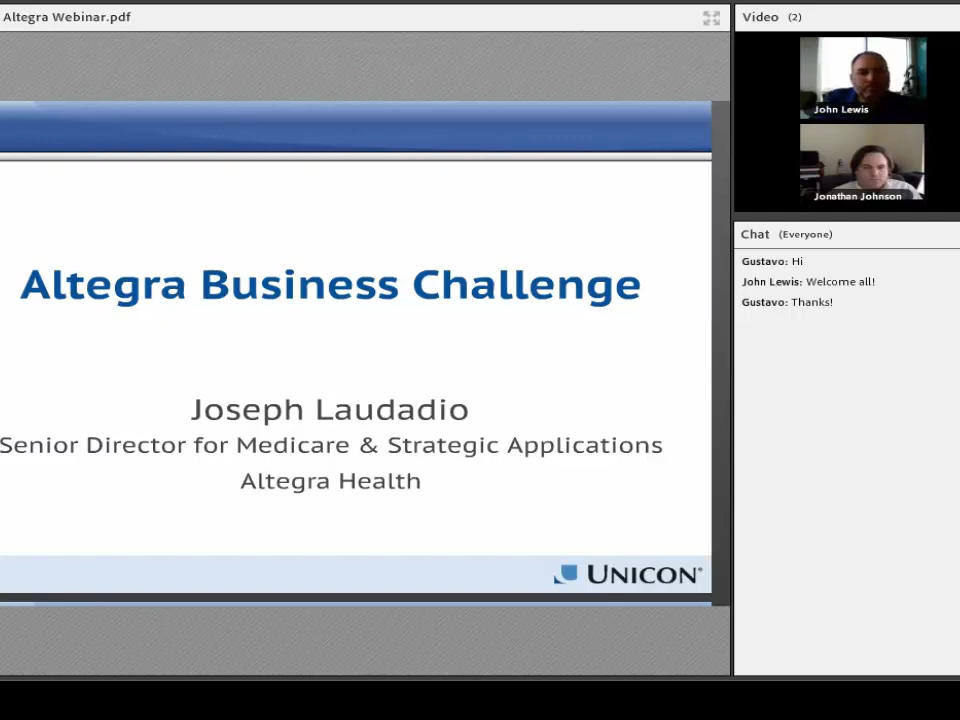 Altegra Webinar.pdf
Video (2)
John Lewis
Jonathan Johnson
Altegra Business Challenge
Joseph Laudadio
Senior Director for Medicare & Strategic Applications
Altegra Health
UNICON®
Chat (Everyone)
Gustavo: Hi
John Lewis: Welcome all!
Gustavo: Thanks!